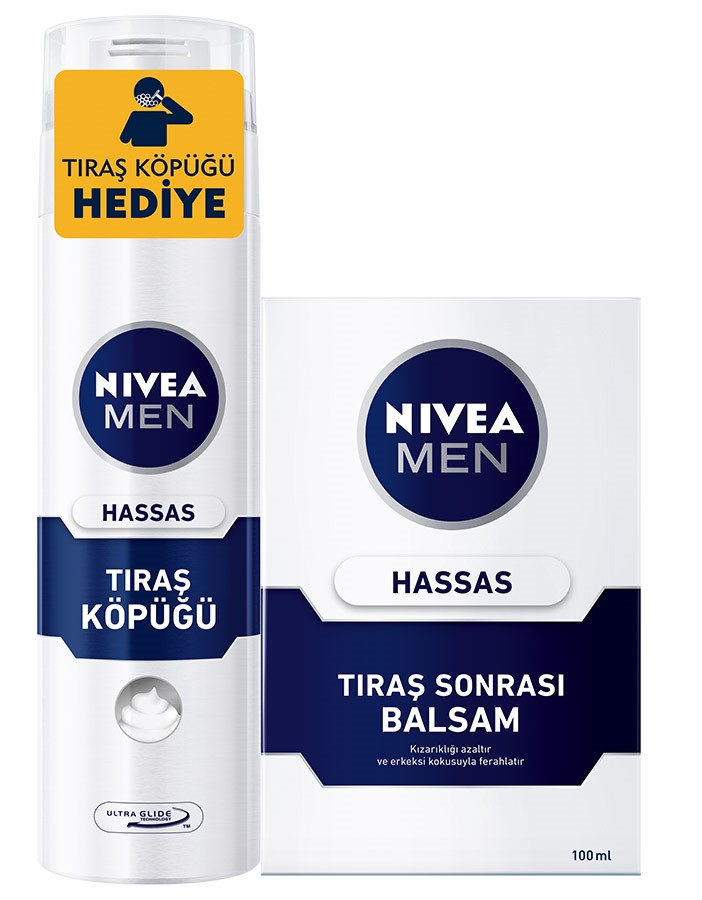 TIRAŞ KÖPÜĞÜ
HEDİYE
NIVEA
MEN
HASSAS
TIRAŞ
KÖPÜĞÜ
ULTRA GLIDE
TECHNOLOGY
TM
NIVEA
MEN
HASSAS
TIRAŞ SONRASI
BALSAM
Kızarıklığı azaltır
ve erkeksi kokusuyla ferahlatır
100 ml